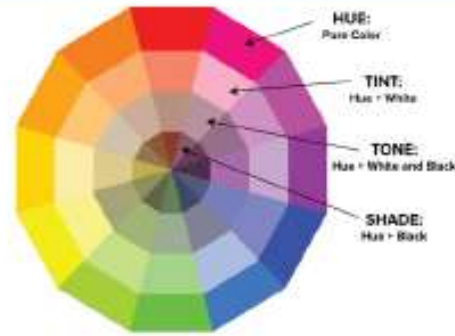 HUE:
Pure Color
TINT:
Hue + White
TONE:
Hue + White and Black
SHADE:
Hue + Black